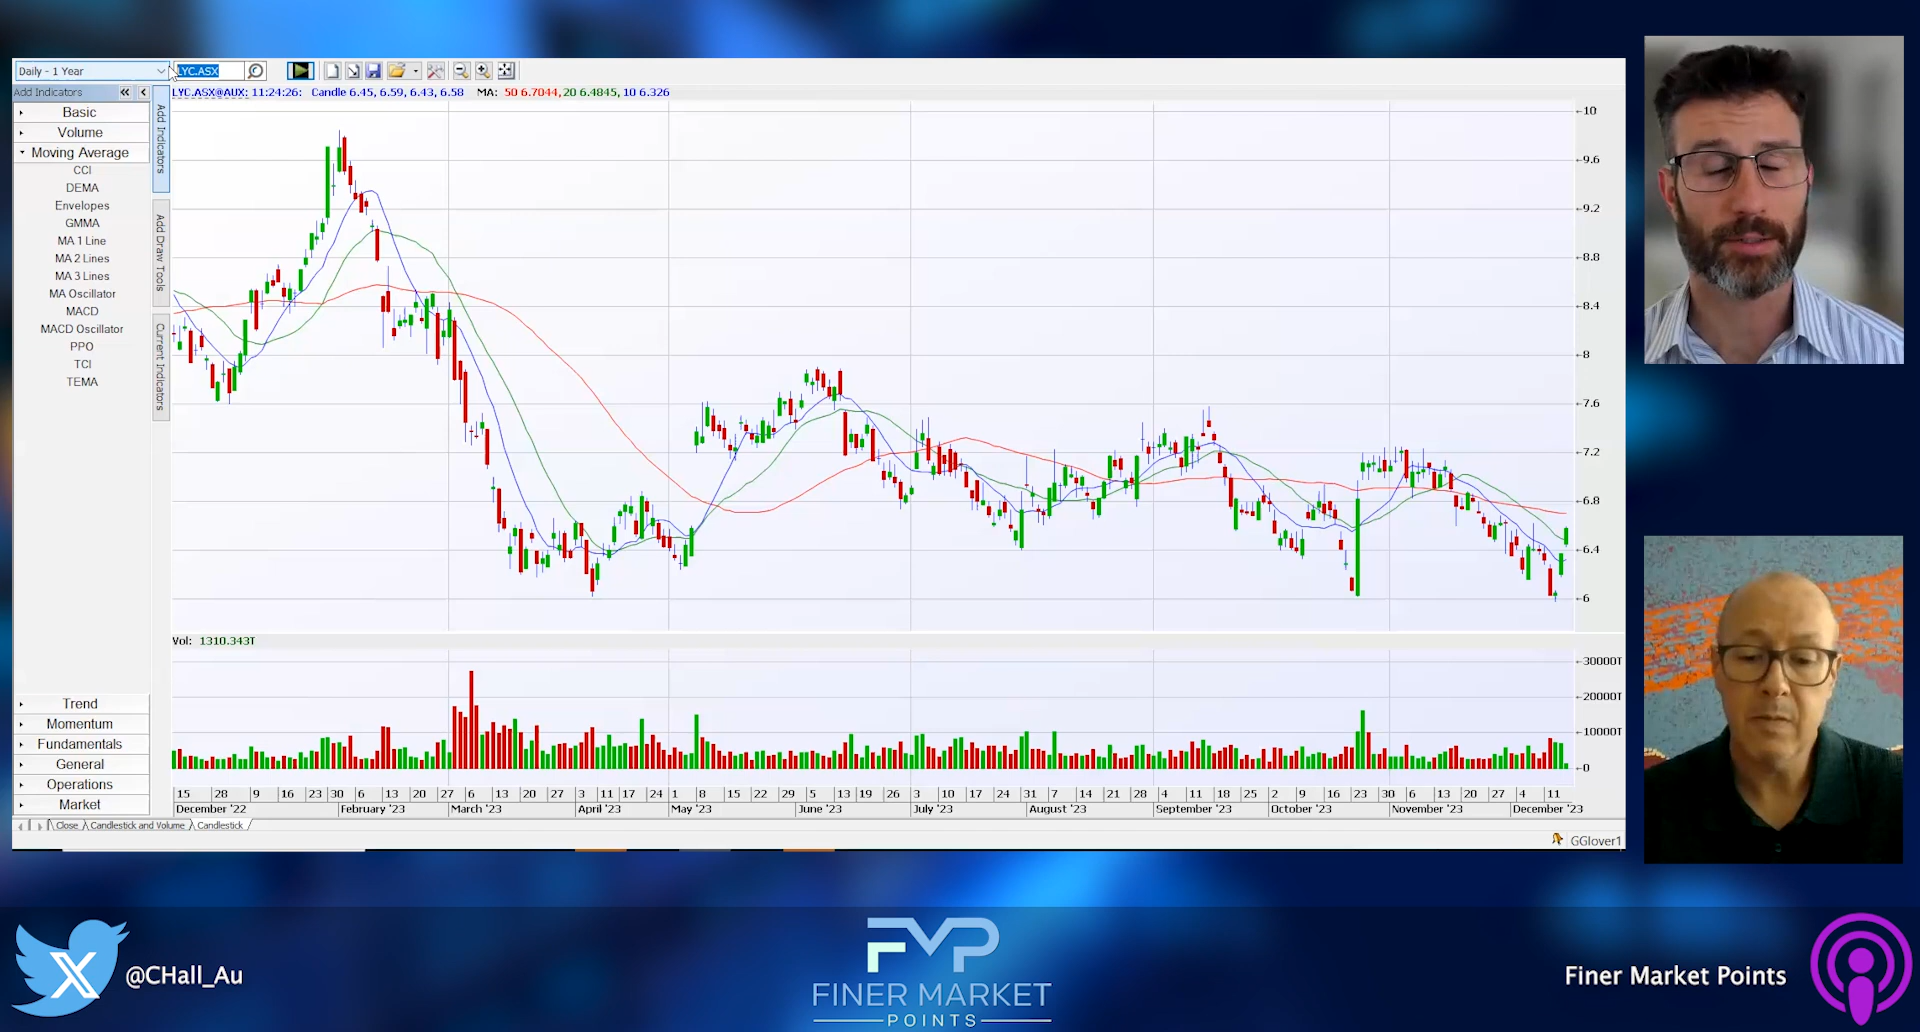 Daily - 1 Year
LYC.ASX
Add Indicators
LYC.ASX@AUX: 11:24:26: Candle 6.45, 6.59, 6.43, 6.58 MA: 50 6.7044, 20 6.4845, 10 6.326
Basic
Volume
Moving Average
CCI
DEMA
Envelopes
GMMA
MA 1 Line
MA 2 Lines
MA 3 Lines
MA Oscillator
MACD
MACD Oscillator
PPO
TCI
TEMA
Trend
Momentum
Fundamentals
General
Operations
Market
Add Indicators
Add Draw Tools
Current Indicators
10
9.6
9.2
8.8
8.4
8
7.6
7.2
6.8
6.4
6
Vol: 1310.343T
30000T
20000T
10000T
0
15 28 9 16 23 30 6 13 20 27 6 13 20 27 3 11 17 24 1 8 15 22 29 5 13 19 26 3 10 17 24 31 7 14 21 28 4 11 18 25 2 9 16 23 30 6 13 20 27 4 11
December '22 February '23 March '23 April '23 May '23 June '23 July '23 August '23 September '23 October '23 November '23 December '23
Close Candlestick and Volume Candlestick
GGlover1
X @CHall_Au
FMP
FINER MARKET
POINTS
Finer Market Points